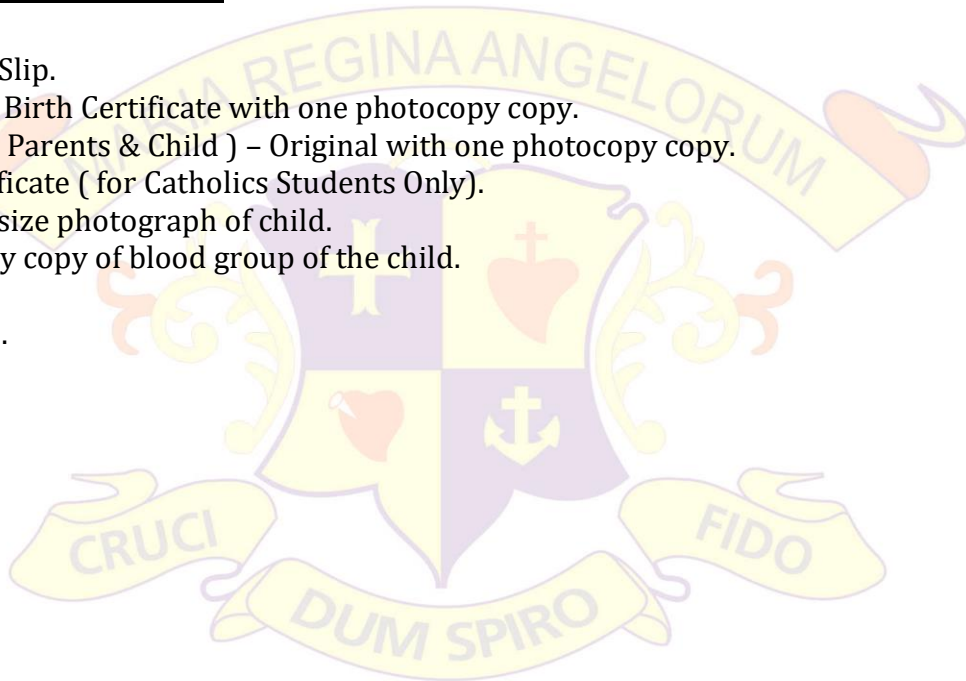 Slip.
Birth Certificate with one photocopy copy.
Parents & Child ) – Original with one photocopy copy.
ficate ( for Catholics Students Only).
size photograph of child.
y copy of blood group of the child.
.
MARIA REGINA ANGELORUM
CRUCI
DUM SPIRO
FIDO